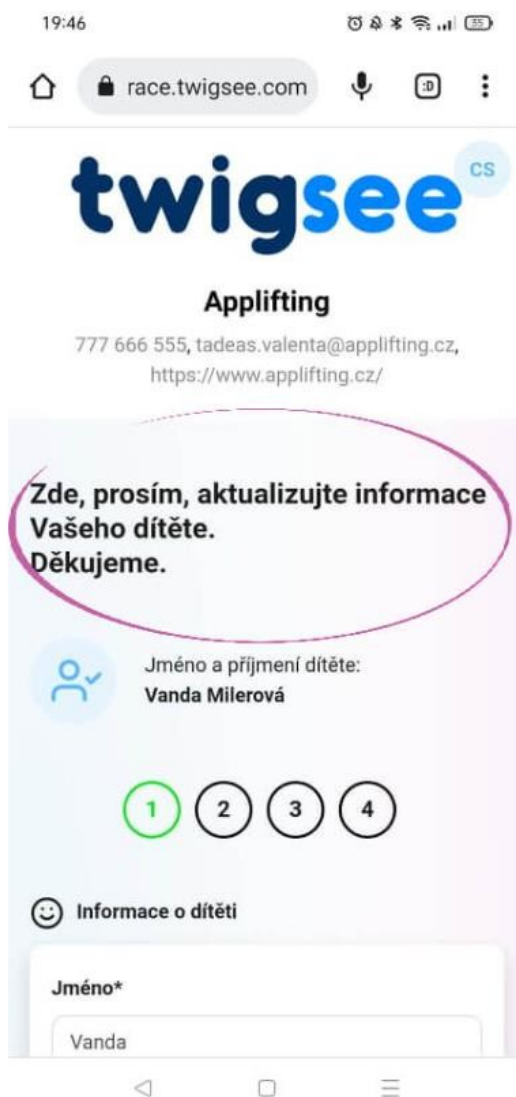 19:46
55
race.twigsee.com
:D
twigsee
CS
Applifting
777 666 555, tadeas.valenta@applifting.cz,
https://www.applifting.cz/
Zde, prosím, aktualizujte informace
Vašeho dítěte.
Děkujeme.
Jméno a příjmení dítěte:
Vanda Milerová
1 2 3 4
Informace o dítěti
Jméno*
Vanda